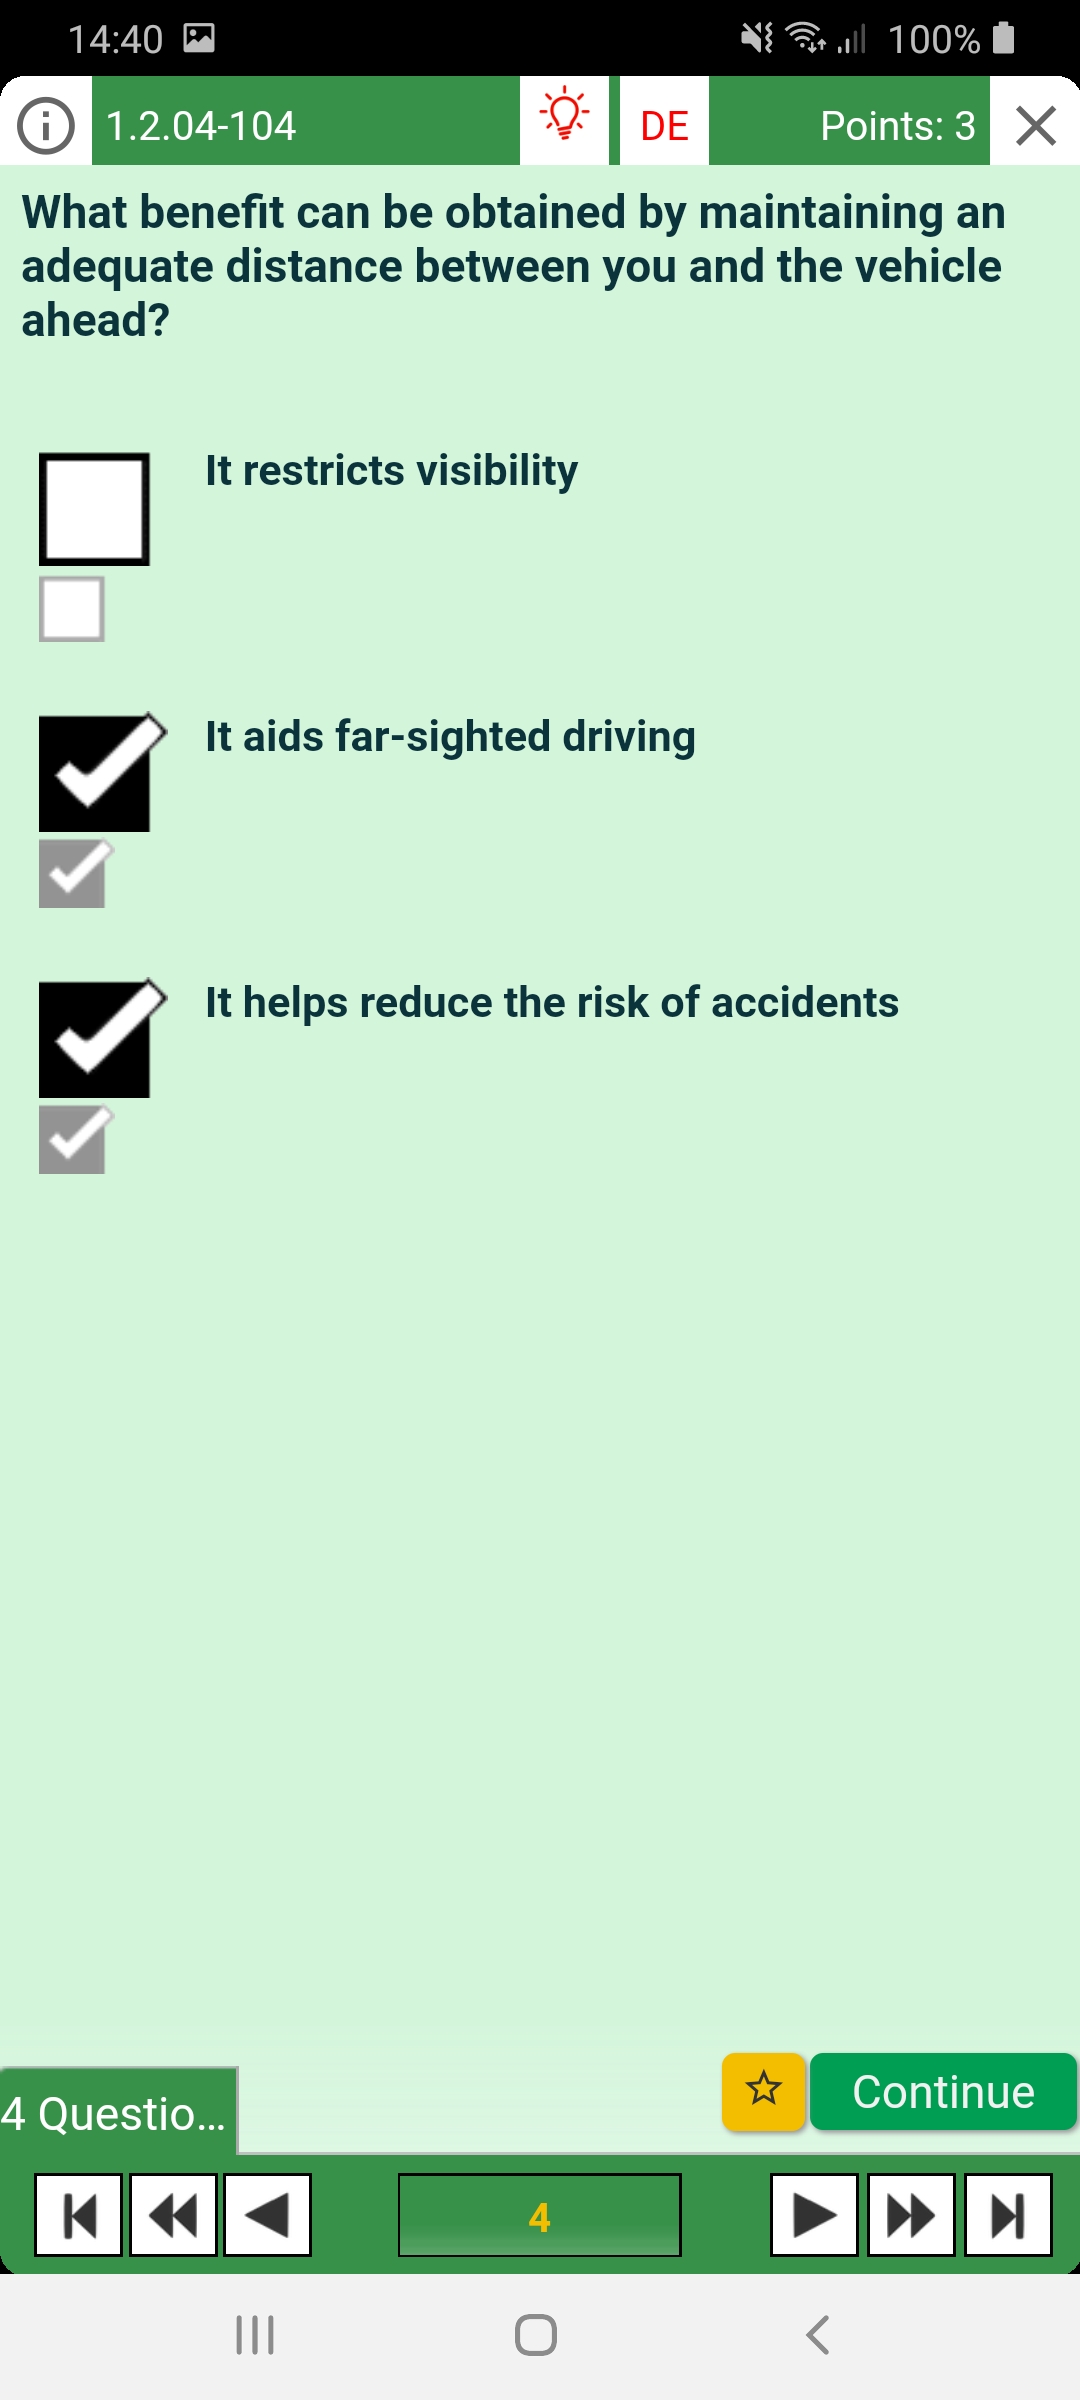 14:40 100%
1.2.04-104 DE Points: 3
What benefit can be obtained by maintaining an
adequate distance between you and the vehicle
ahead?
It restricts visibility
It aids far-sighted driving
It helps reduce the risk of accidents
Continue
4 Questio...
4